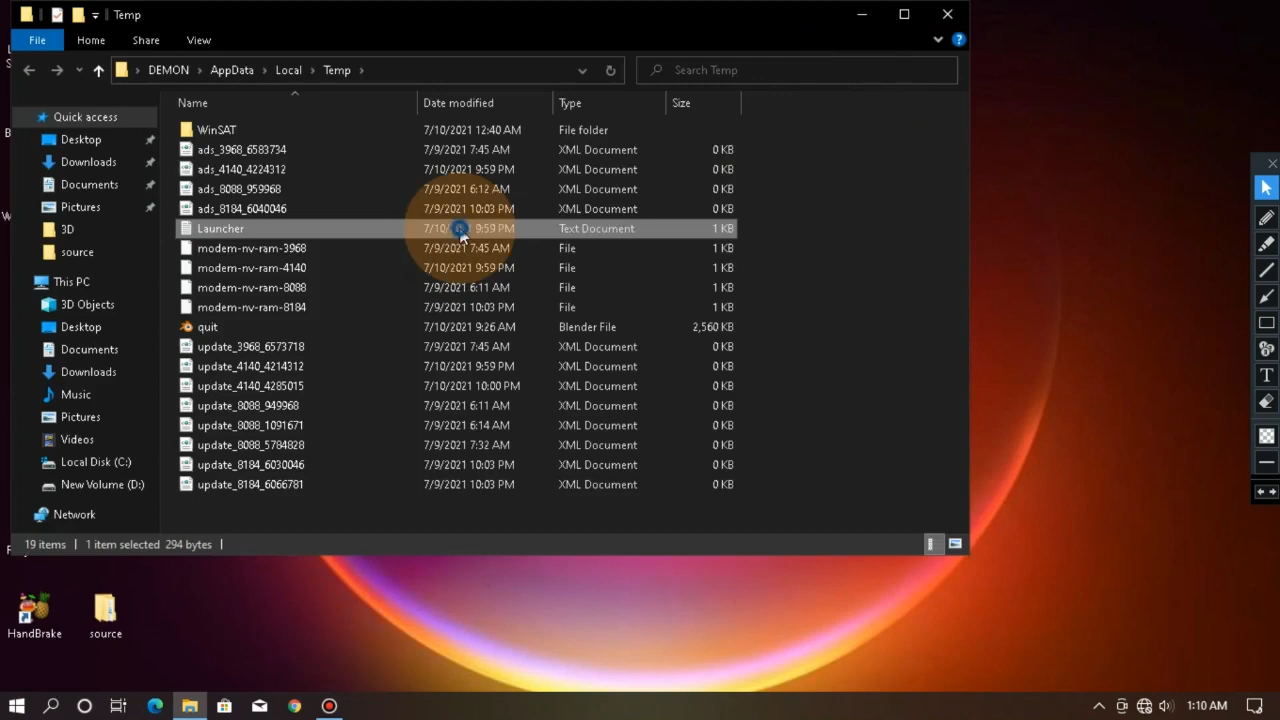 Temp
File Home Share View
DEMON AppData Local Temp
Search Temp
Name Date modified Type Size
Quick access
Desktop
Downloads
Documents
Pictures
3D
source
This PC
3D Objects
Desktop
Documents
Downloads
Music
Pictures
Videos
Local Disk (C:)
New Volume (D:)
Network
WinSAT 7/10/2021 12:40 AM File folder
ads_3968_6583734 7/9/2021 7:45 AM XML Document 0 KB
ads_4140_4224312 7/10/2021 9:59 PM XML Document 0 KB
ads_8088_959968 7/9/2021 6:12 AM XML Document 0 KB
ads_8184_6040046 7/9/2021 10:03 PM XML Document 0 KB
Launcher 7/10/ 9:59 PM Text Document 1 KB
modem-nv-ram-3968 7/9/2021 7:45 AM File 1 KB
modem-nv-ram-4140 7/10/2021 9:59 PM File 1 KB
modem-nv-ram-8088 7/9/2021 6:11 AM File 1 KB
modem-nv-ram-8184 7/9/2021 10:03 PM File 1 KB
quit 7/10/2021 9:26 AM Blender File 2,560 KB
update_3968_6573718 7/9/2021 7:45 AM XML Document 0 KB
update_4140_4214312 7/10/2021 9:59 PM XML Document 0 KB
update_4140_4285015 7/10/2021 10:00 PM XML Document 0 KB
update_8088_949968 7/9/2021 6:11 AM XML Document 0 KB
update_8088_1091671 7/9/2021 6:14 AM XML Document 0 KB
update_8088_5784828 7/9/2021 7:32 AM XML Document 0 KB
update_8184_6030046 7/9/2021 10:03 PM XML Document 0 KB
update_8184_6066781 7/9/2021 10:03 PM XML Document 0 KB
19 items 1 item selected 294 bytes
HandBrake source
1:10 AM